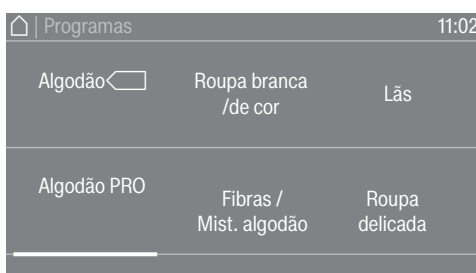 | Programas 11:02
Algodão
Roupa branca
/de cor
Lãs
Algodão PRO
Fibras /
Mist. algodão
Roupa
delicada